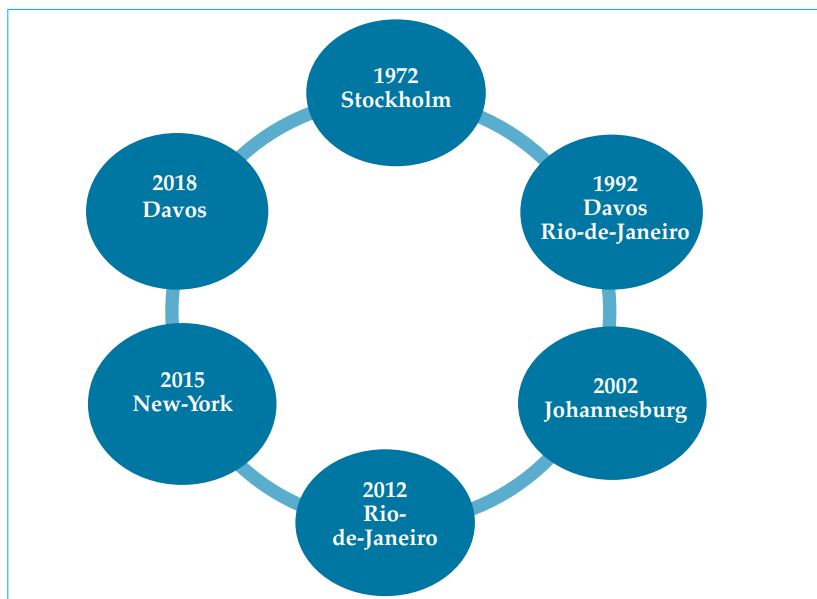 1972
Stockholm
1992
Davos
Rio-de-Janeiro
2002
Johannesburg
2012
Rio-
de-Janeiro
2015
New-York
2018
Davos